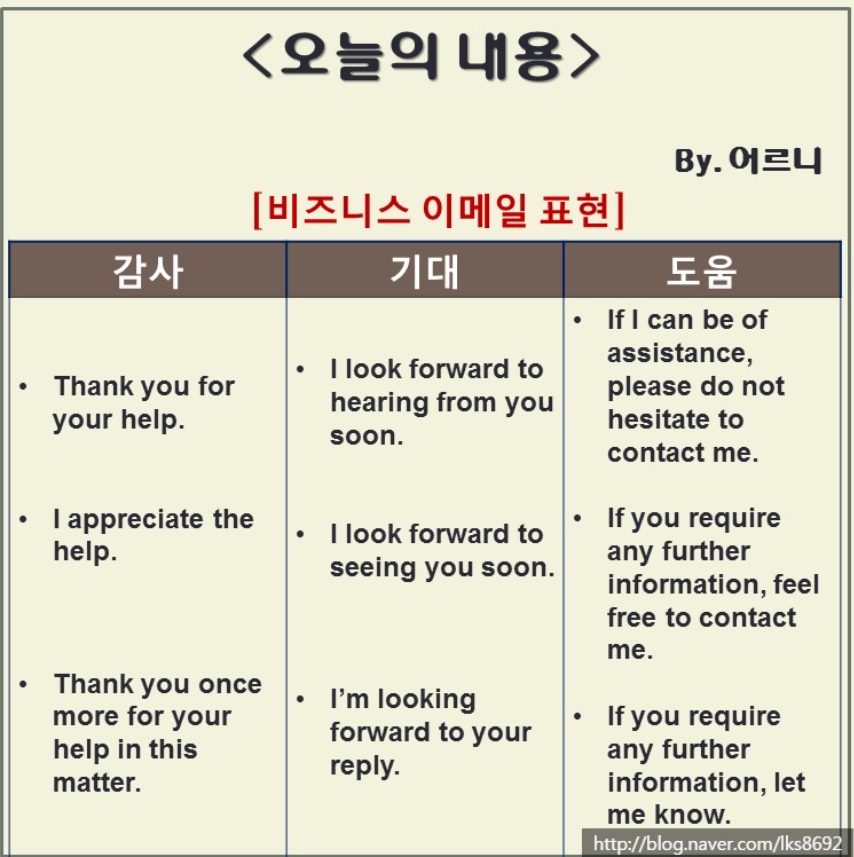 <오늘의 내용>
By. 어르니
[비즈니스 이메일 표현]
감사
기대
도움
• Thank you for
your help.
• I appreciate the
help.
• Thank you once
more for your
help in this
matter.
• I look forward to
hearing from you
soon.
• I look forward to
seeing you soon.
• I’m looking
forward to your
reply.
• If I can be of
assistance,
please do not
hesitate to
contact me.
• If you require
any further
information, feel
free to contact
me.
• If you require
any further
information, let
me know.
http://blog.naver.com/lks8692